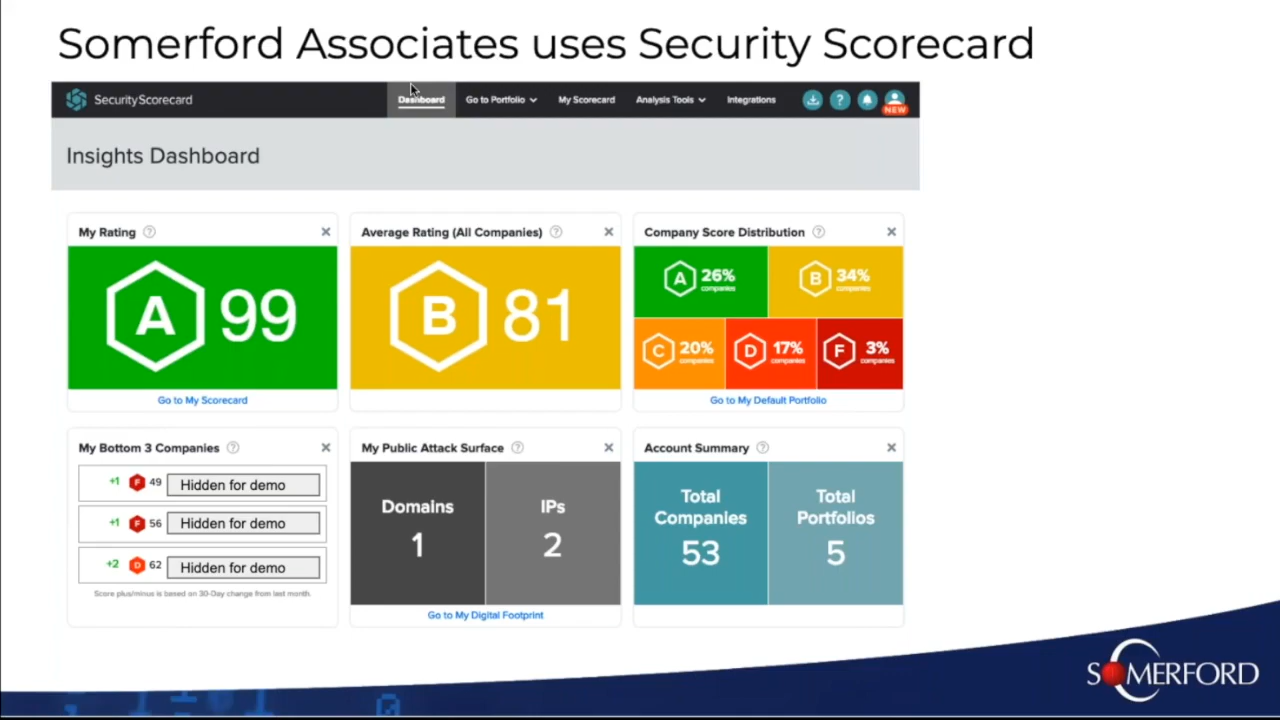 Somerford Associates uses Security Scorecard
SecurityScorecard
Dashboard
Go to Portfolio
My Scorecard
Analysis Tools
Integrations
?
NEW
Insights Dashboard
My Rating ?
A 99
Go to My Scorecard
Average Rating (All Companies) ?
B 81
Company Score Distribution ?
A 26% companies
B 34% companies
C 20% companies
D 17% companies
F 3% companies
Go to My Default Portfolio
My Bottom 3 Companies ?
+1 F 49 Hidden for demo
+1 F 56 Hidden for demo
+2 D 62 Hidden for demo
Score plus/minus is based on 30-Day change from last month.
My Public Attack Surface ?
Domains
1
IPs
2
Go to My Digital Footprint
Account Summary ?
Total
Companies
53
Total
Portfolios
5
SOMERFORD